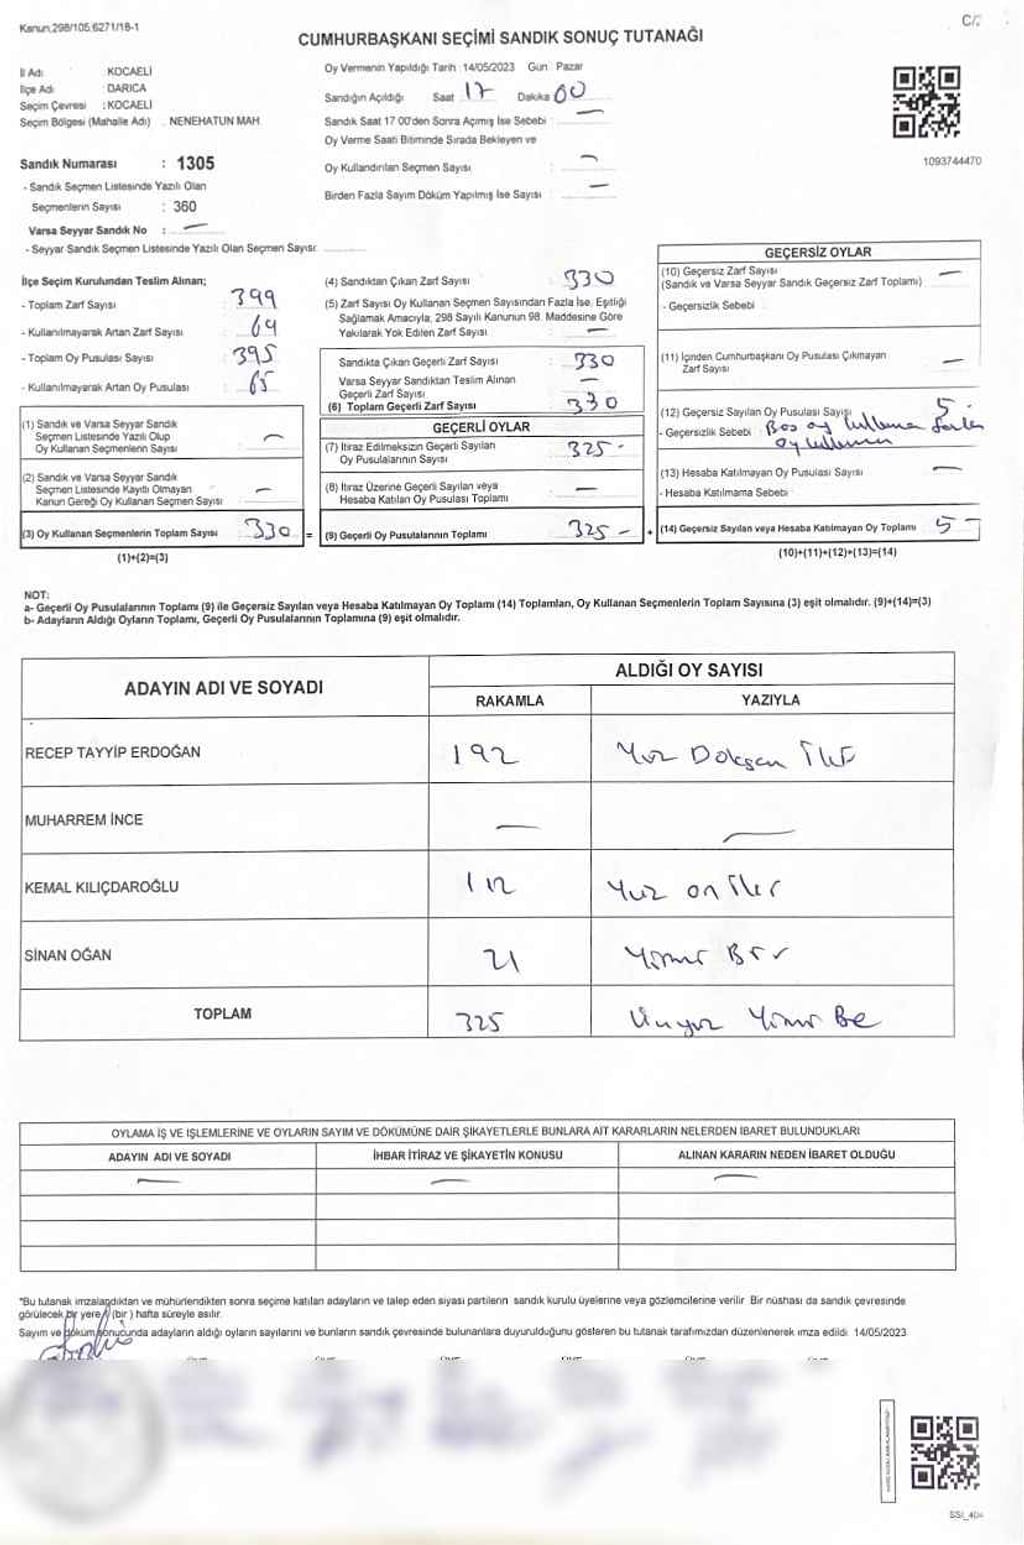 Kanun.298/105.6271/18-1
C/
CUMHURBAŞKANI SEÇİMİ SANDIK SONUÇ TUTANAĞI
İl Adı : KOCAELİ
İlçe Adı : DARICA
Seçim Çevresi : KOCAELİ
Seçim Bölgesi (Mahalle Adı) NENEHATUN MAH.
Sandık Numarası : 1305
- Sandık Seçmen Listesinde Yazılı Olan
Seçmenlerin Sayısı : 360
Varsa Seyyar Sandık No : —
- Seyyar Sandık Seçmen Listesinde Yazılı Olan Seçmen Sayısı:
Oy Vermenin Yapıldığı Tarih : 14/05/2023 Gün : Pazar
Sandığın Açıldığı Saat 17 Dakika 00
Sandık Saat 17 00'den Sonra Açımış İse Sebebi : —
Oy Verme Saati Bitiminde Sırada Bekleyen ve
Oy Kullandırılan Seçmen Sayısı : —
Birden Fazla Sayım Döküm Yapılmış İse Sayısı : —
1093744470
İlçe Seçim Kurulundan Teslim Alınan;
- Toplam Zarf Sayısı 399
- Kullanılmayarak Artan Zarf Sayısı 69
- Toplam Oy Pusulası Sayısı 395
- Kullanılmayarak Artan Oy Pusulası 65
(1) Sandık ve Varsa Seyyar Sandık
Seçmen Listesinde Yazılı Olup
Oy Kullanan Seçmenlerin Sayısı —
(2) Sandık ve Varsa Seyyar Sandık
Seçmen Listesinde Kayıtlı Olmayan
Kanun Gereği Oy Kullanan Seçmen Sayısı —
(3) Oy Kullanan Seçmenlerin Toplam Sayısı 330 =
(1)+(2)=(3)
(4) Sandıktan Çıkan Zarf Sayısı : 330
(5) Zarf Sayısı Oy Kullanan Seçmen Sayısından Fazla İse, Eşitliği
Sağlamak Amacıyla, 298 Sayılı Kanunun 98. Maddesine Göre
Yakılarak Yok Edilen Zarf Sayısı —
Sandıkta Çıkan Geçerli Zarf Sayısı : 330
Varsa Seyyar Sandıktan Teslim Alınan
Geçerli Zarf Sayısı : —
(6) Toplam Geçerli Zarf Sayısı : 330
GEÇERLİ OYLAR
(7) İtiraz Edilmeksizin Geçerli Sayılan
Oy Pusulalarının Sayısı : 325 -
(8) İtiraz Üzerine Geçerli Sayılan veya
Hesaba Katılan Oy Pusulası Toplamı : —
(9) Geçerli Oy Pusulalarının Toplamı : 325 - +
GEÇERSİZ OYLAR
(10) Geçersiz Zarf Sayısı
(Sandık ve Varsa Seyyar Sandık Geçersiz Zarf Toplamı) : —
- Geçersizlik Sebebi :
(11) İçinden Cumhurbaşkanı Oy Pusulası Çıkmayan
Zarf Sayısı : —
(12) Geçersiz Sayılan Oy Pusulası Sayısı : 5 -
- Geçersizlik Sebebi : Boş oy kullanma
oy kullanma
(13) Hesaba Katılmayan Oy Pusulası Sayısı : —
- Hesaba Katılmama Sebebi :
(14) Geçersiz Sayılan veya Hesaba Katılmayan Oy Toplamı : 5 -
(10)+(11)+(12)+(13)=(14)
NOT:
a- Geçerli Oy Pusulalarının Toplamı (9) ile Geçersiz Sayılan veya Hesaba Katılmayan Oy Toplamı (14) Toplamları, Oy Kullanan Seçmenlerin Toplam Sayısına (3) eşit olmalıdır. (9)+(14)=(3)
b- Adayların Aldığı Oyların Toplamı, Geçerli Oy Pusulalarının Toplamına (9) eşit olmalıdır.
ADAYIN ADI VE SOYADI
ALDIĞI OY SAYISI
RAKAMLA YAZIYLA
RECEP TAYYİP ERDOĞAN 192 Yüz Doksan İki
MUHARREM İNCE — —
KEMAL KILIÇDAROĞLU 112 Yüz on iki
SİNAN OĞAN 21 Yirmi Bir
TOPLAM 325 Üçyüz Yirmi Beş
OYLAMA İŞ VE İŞLEMLERİNE VE OYLARIN SAYIM VE DÖKÜMÜNE DAİR ŞİKAYETLERLE BUNLARA AİT KARARLARIN NELERDEN İBARET BULUNDUKLARI
ADAYIN ADI VE SOYADI İHBAR İTİRAZ VE ŞİKAYETİN KONUSU ALINAN KARARIN NEDEN İBARET OLDUĞU
— — —
*Bu tutanak imzalandıktan ve mühürlendikten sonra seçime katılan adayların ve talep eden siyasi partilerin sandık kurulu üyelerine veya gözlemcilerine verilir. Bir nüshası da sandık çevresinde
görülecek bir yere 1 (bir) hafta süreyle asılır.
Sayım ve döküm sonucunda adayların aldığı oyların sayılarını ve bunların sandık çevresinde bulunanlara duyurulduğunu gösteren bu tutanak tarafımızdan düzenlenerek imza edildi. 14/05/2023